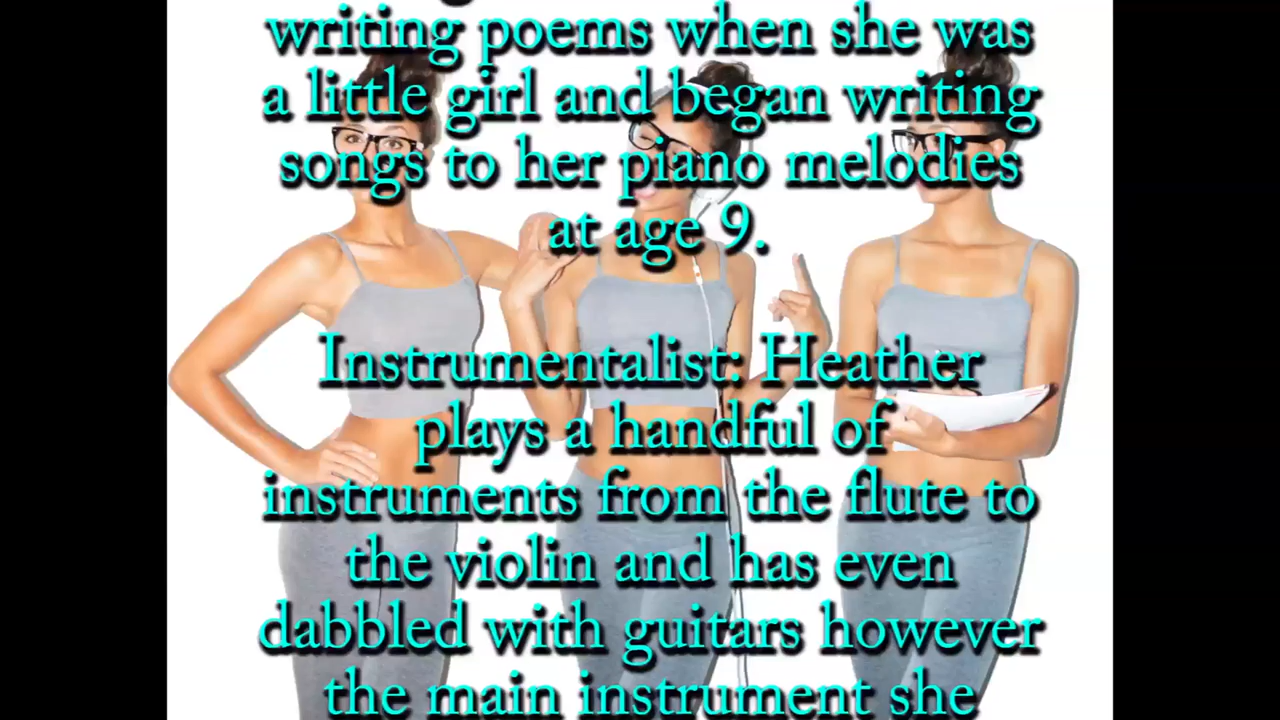 writing poems when she was
a little girl and began writing
songs to her piano melodies
at age 9.
Instrumentalist: Heather
plays a handful of
instruments from the flute to
the violin and has even
dabbled with guitars however
the main instrument she